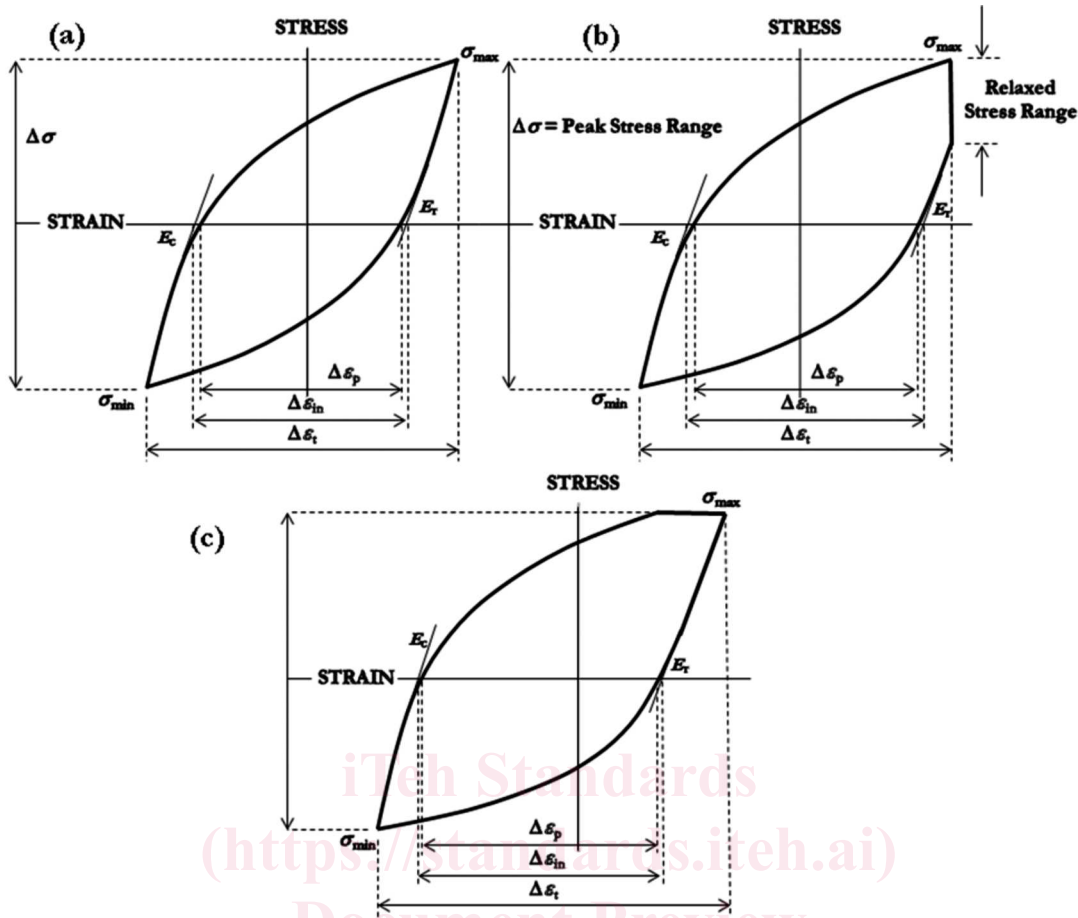 (a)
STRESS
σmax
Δσ
STRAIN
Ec
Er
Δεp
Δεin
Δεt
σmin
(b)
STRESS
σmax
Relaxed
Stress Range
Δσ = Peak Stress Range
STRAIN
Ec
Er
Δεp
Δεin
Δεt
σmin
(c)
STRESS
σmax
Ec
STRAIN
Er
σmin
Δεp
Δεin
Δεt
iTeh Standards
(https://standards.iteh.ai)
Document Preview